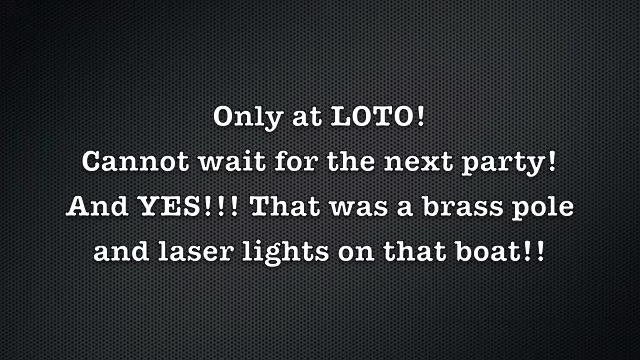 Only at LOTO!
Cannot wait for the next party!
And YES!!! That was a brass pole
and laser lights on that boat!!